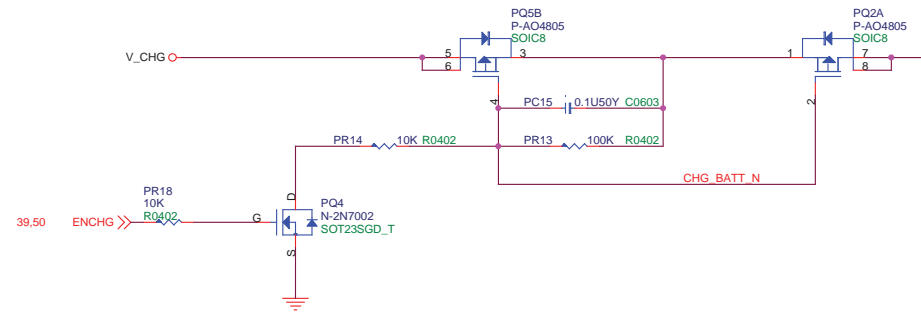 PQ5B
P-AO4805
SOIC8
PQ2A
P-AO4805
SOIC8
V_CHG
5
6
3
1
7
8
4
PC15
0.1U50Y
C0603
2
PR14
10K
R0402
PR13
100K
R0402
CHG_BATT_N
PR18
10K
R0402
D
PQ4
N-2N7002
SOT23SGD_T
39,50
ENCHG
G
S